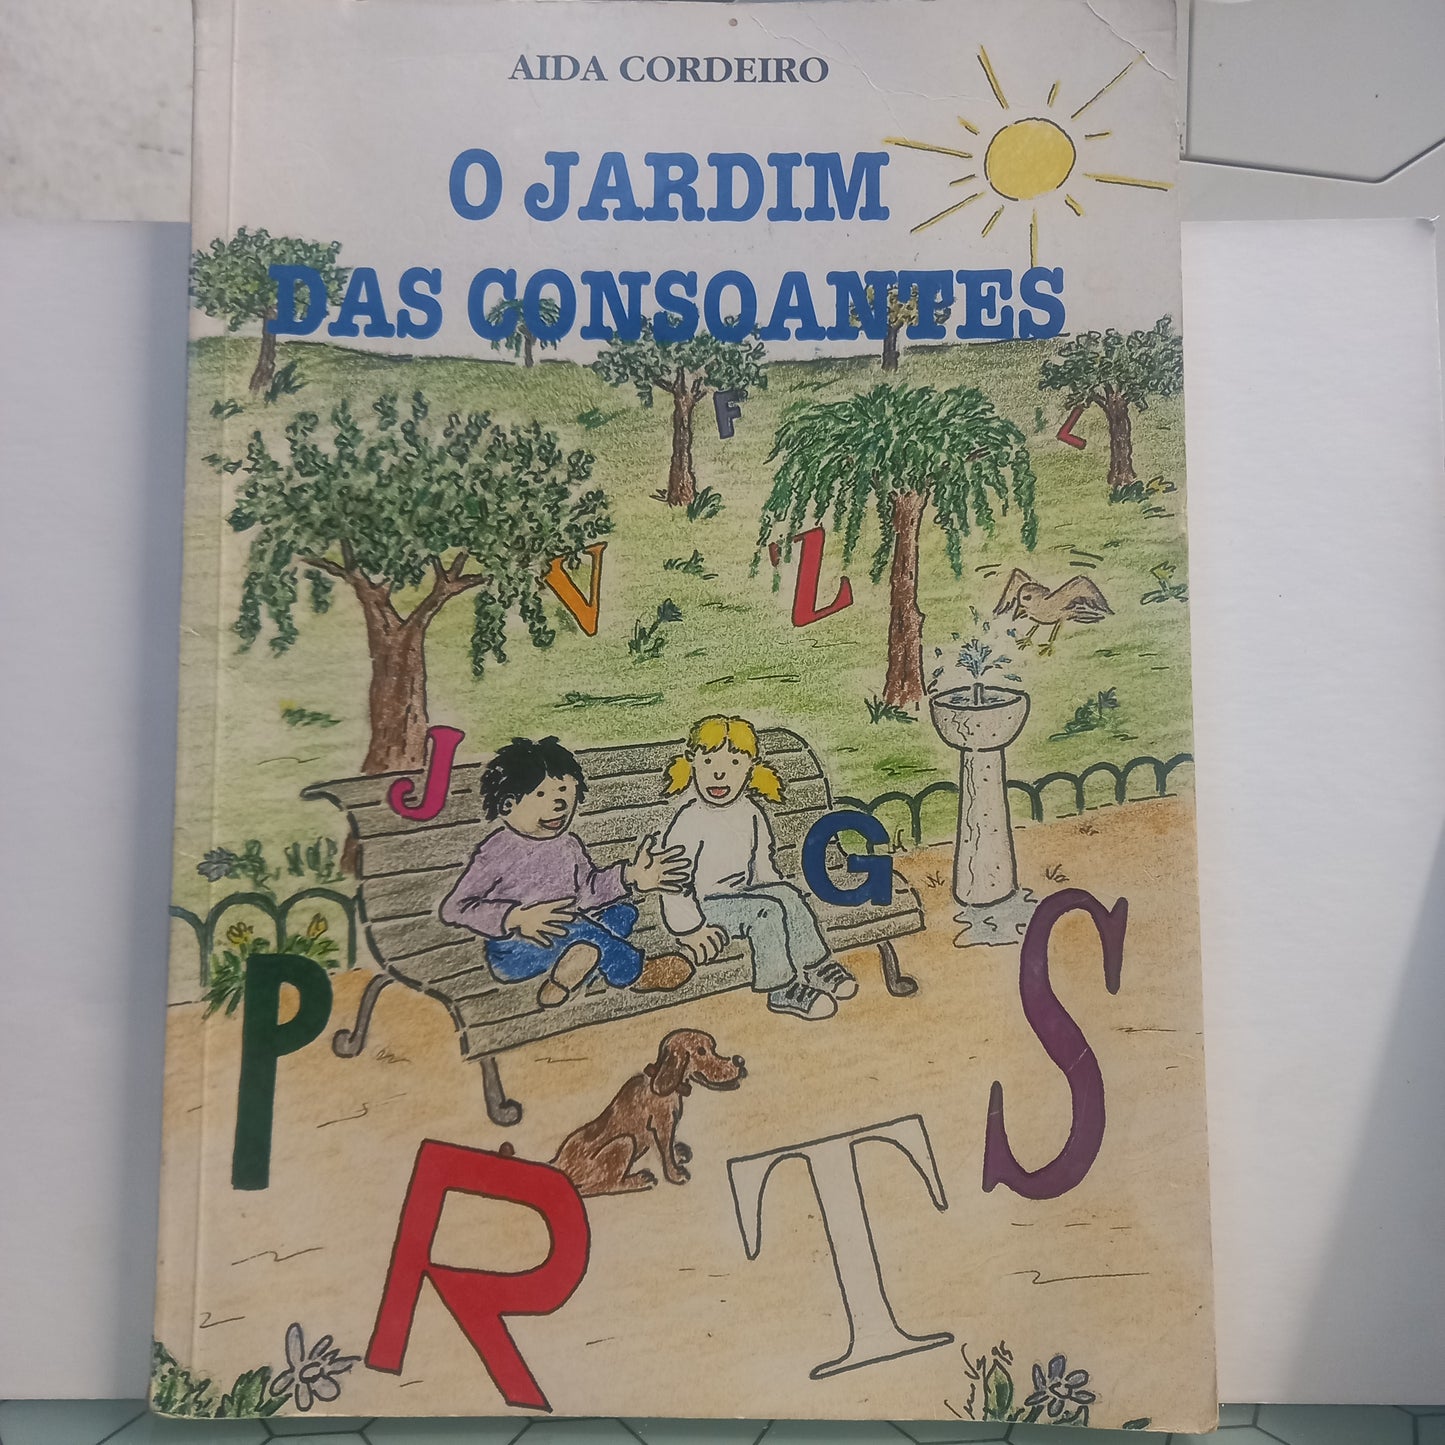 AIDA CORDEIRO
O JARDIM
DAS CONSOANTES
F
L
V
Z
J
G
P
S
R
T